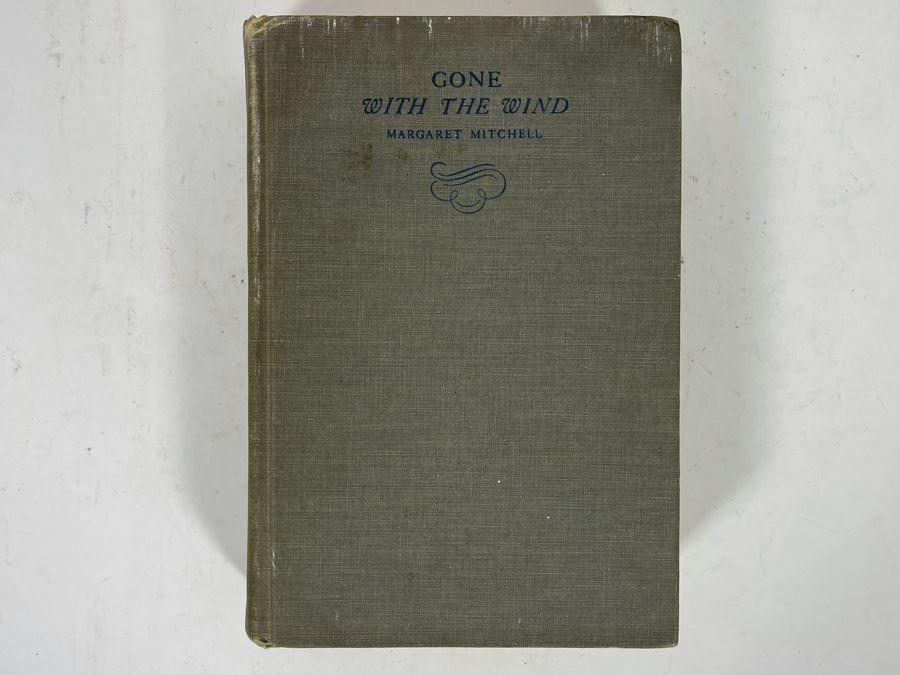 GONE
WITH THE WIND
MARGARET MITCHELL